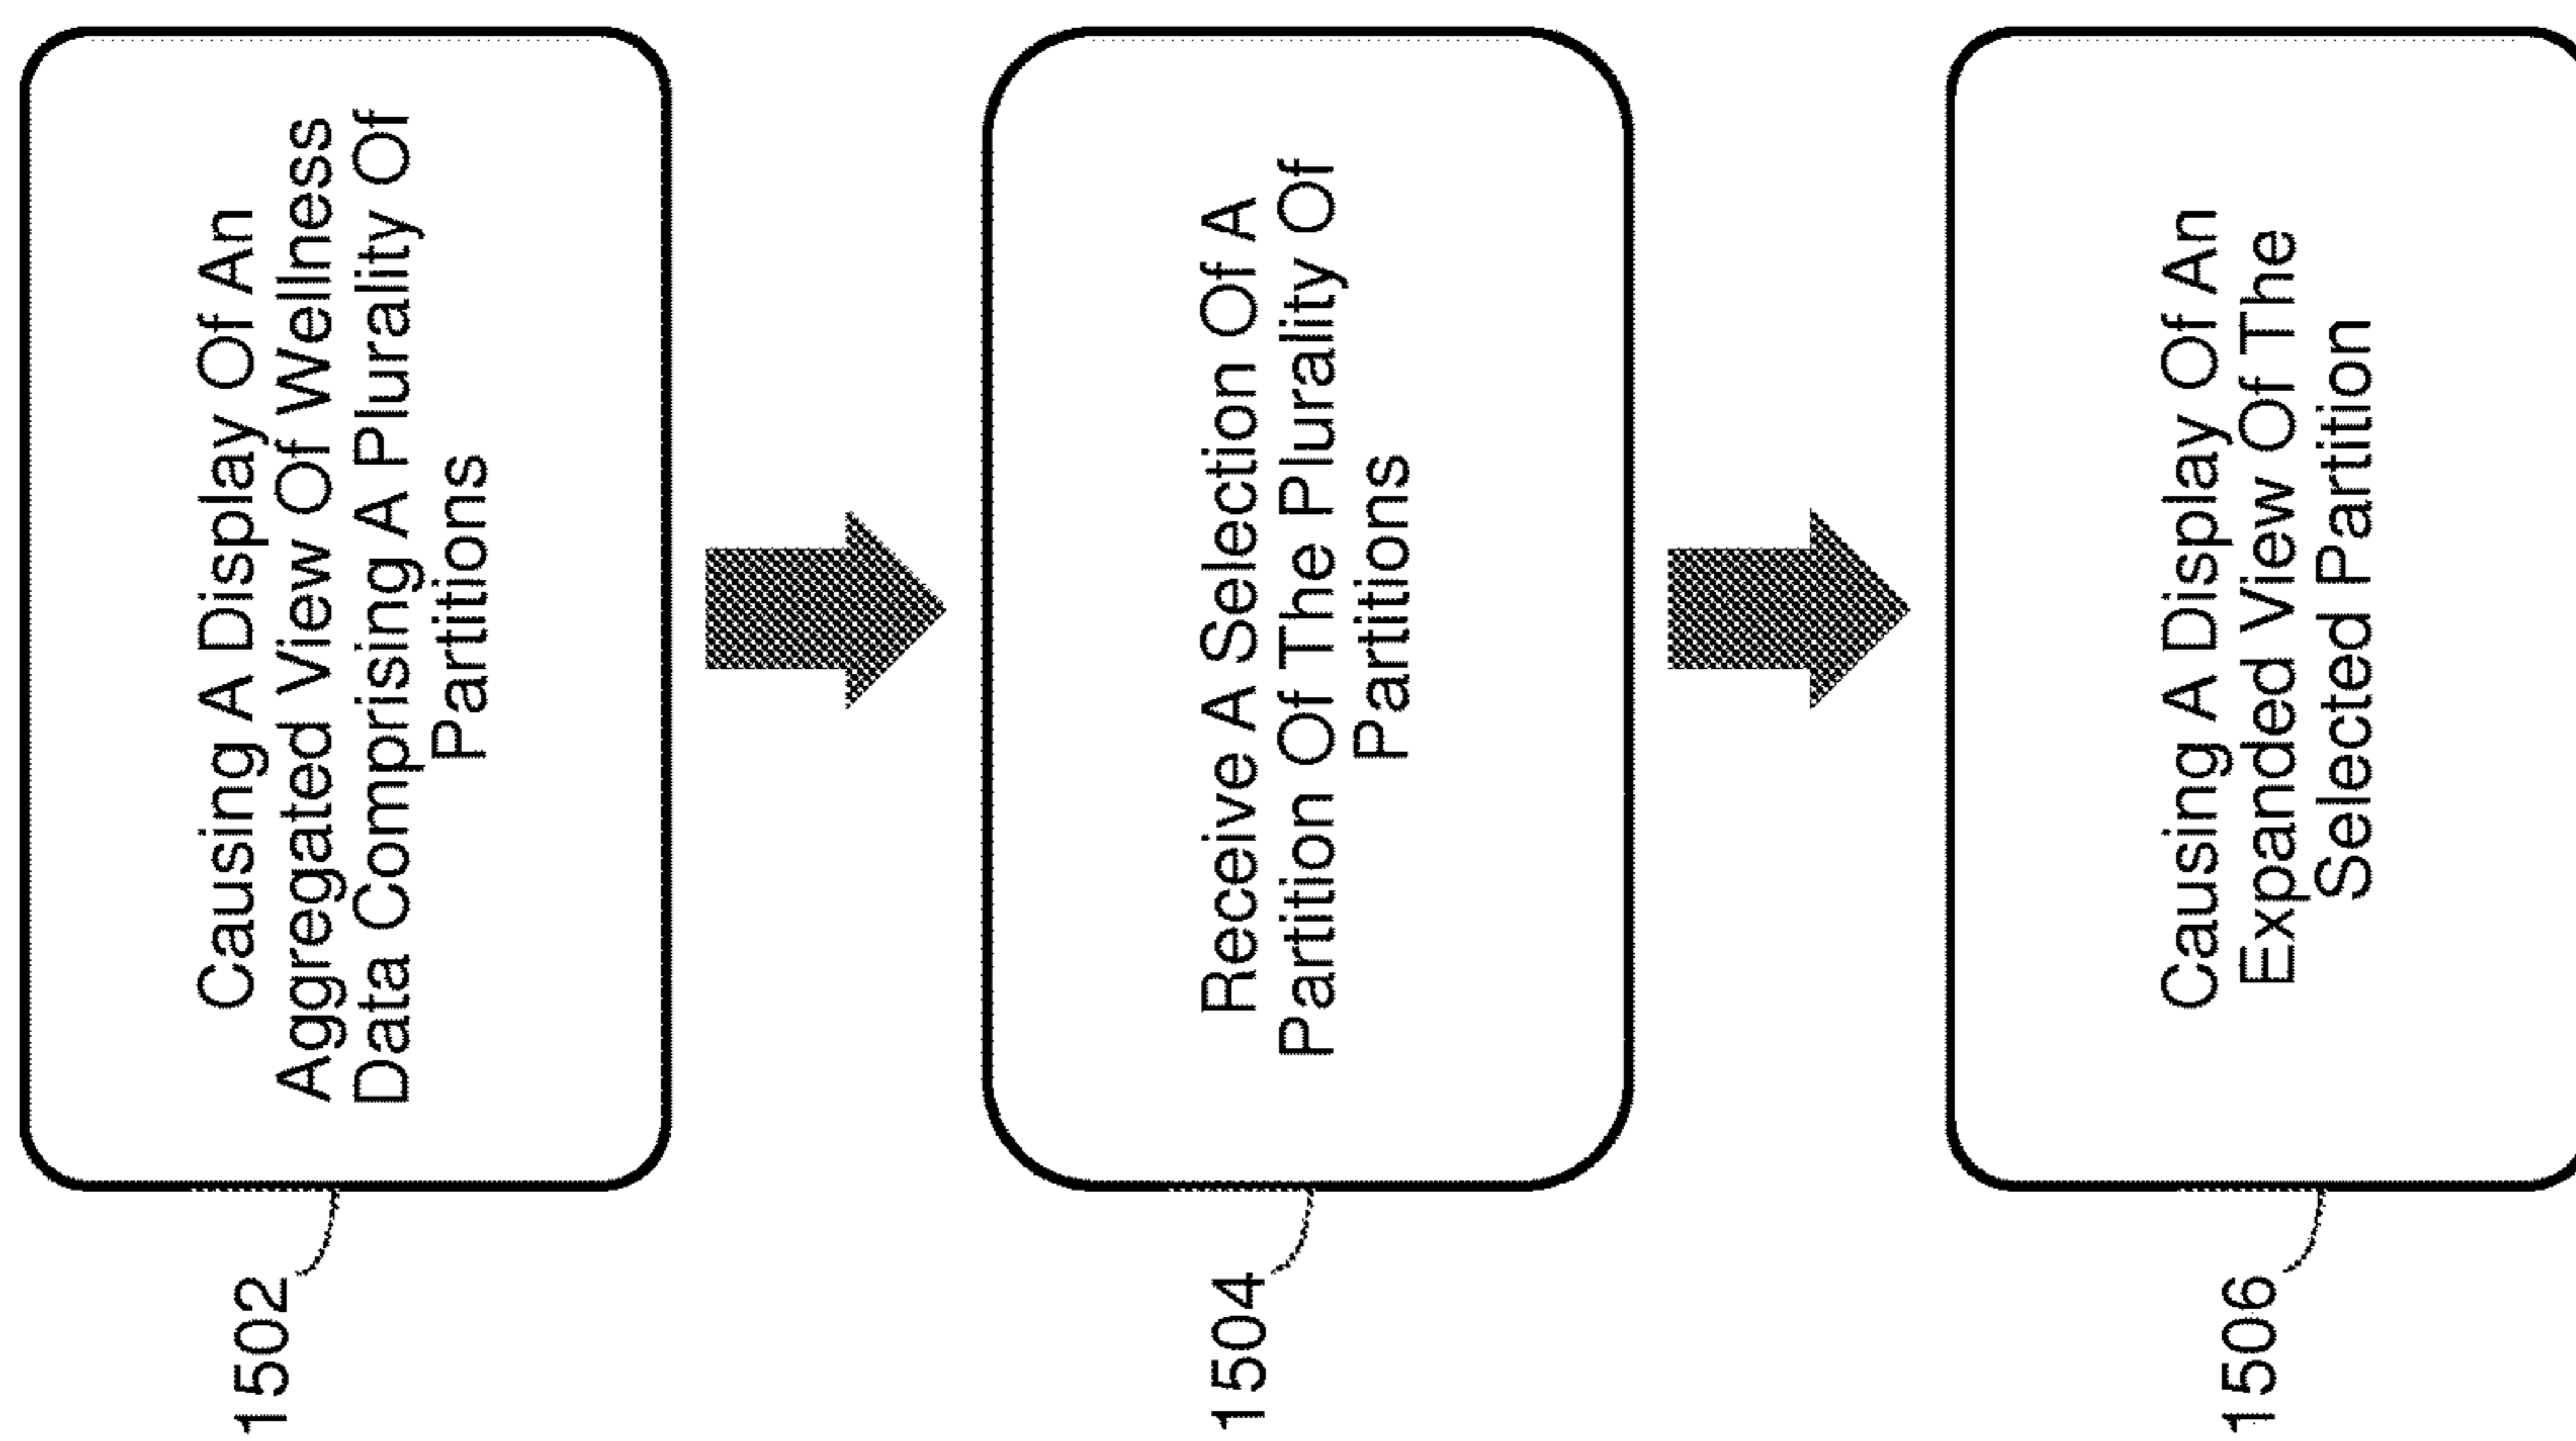 1502
Causing A Display Of An
Aggregated View Of Wellness
Data Comprising A Plurality Of
Partitions
1504
Receive A Selection Of A
Partition Of The Plurality Of
Partitions
1506
Causing A Display Of An
Expanded View Of The
Selected Partition